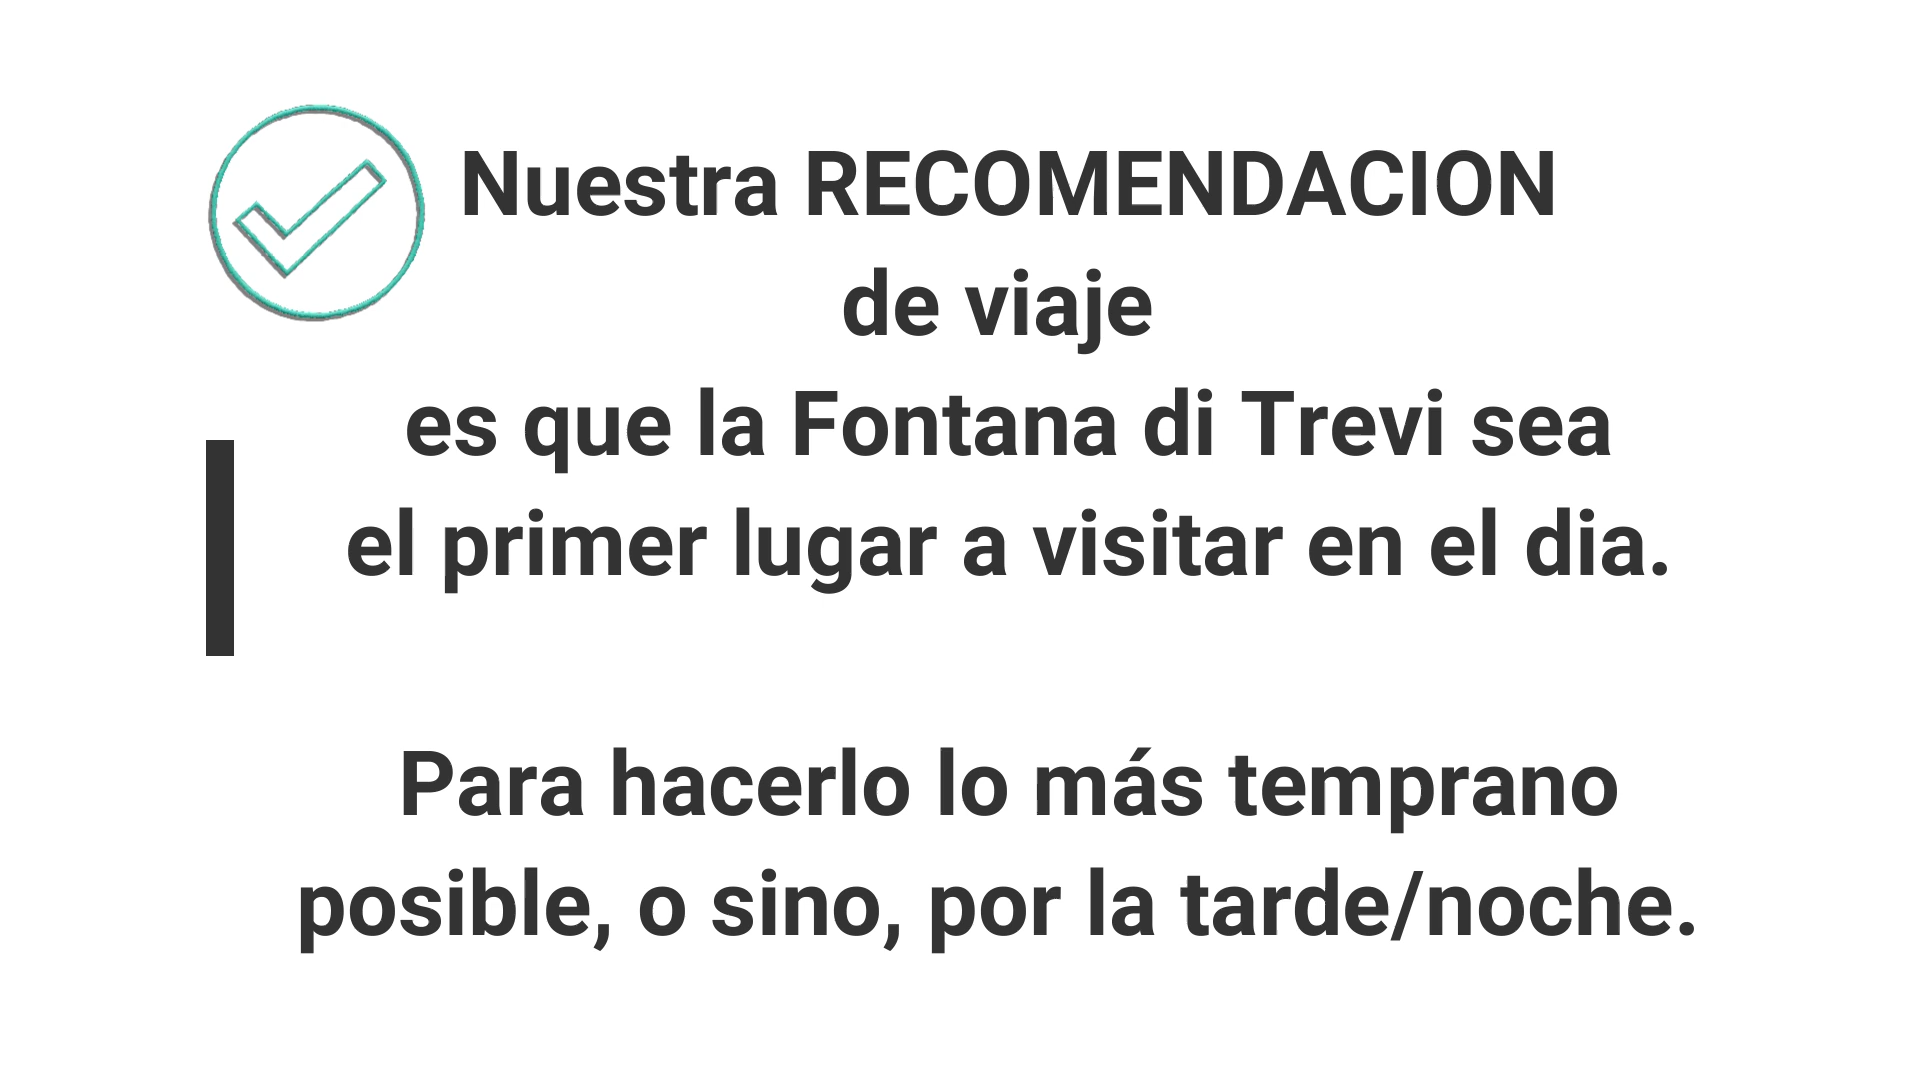 Nuestra RECOMENDACION
de viaje
es que la Fontana di Trevi sea
el primer lugar a visitar en el dia.
Para hacerlo lo más temprano
posible, o sino, por la tarde/noche.